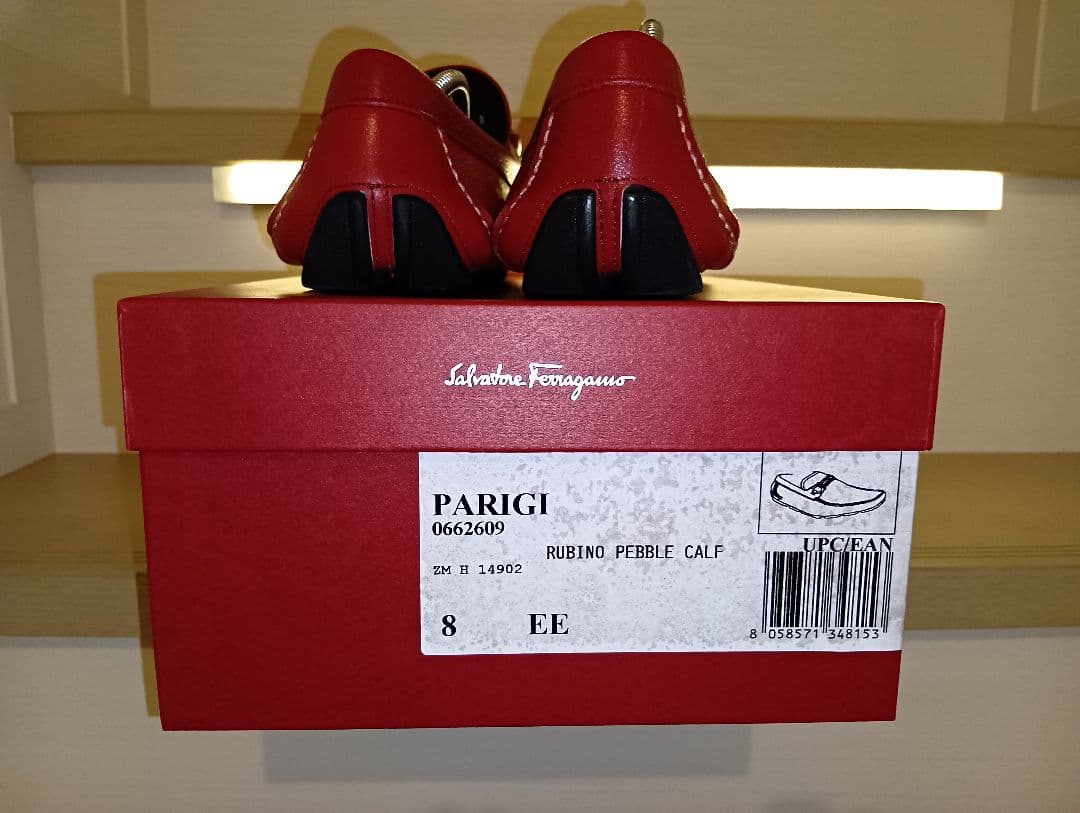 Salvatore Ferragamo
PARIGI
0662609
RUBINO PEBBLE CALF
ZM H 14902
8 EE
UPC/EAN
8 058571 348153